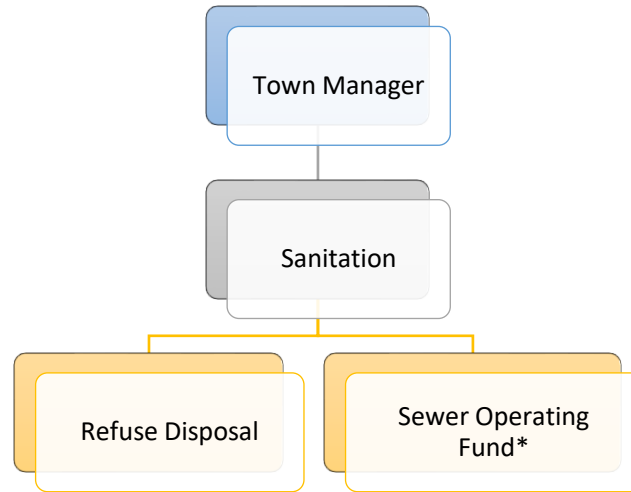 Town Manager
Sanitation
Refuse Disposal
Sewer Operating
Fund*